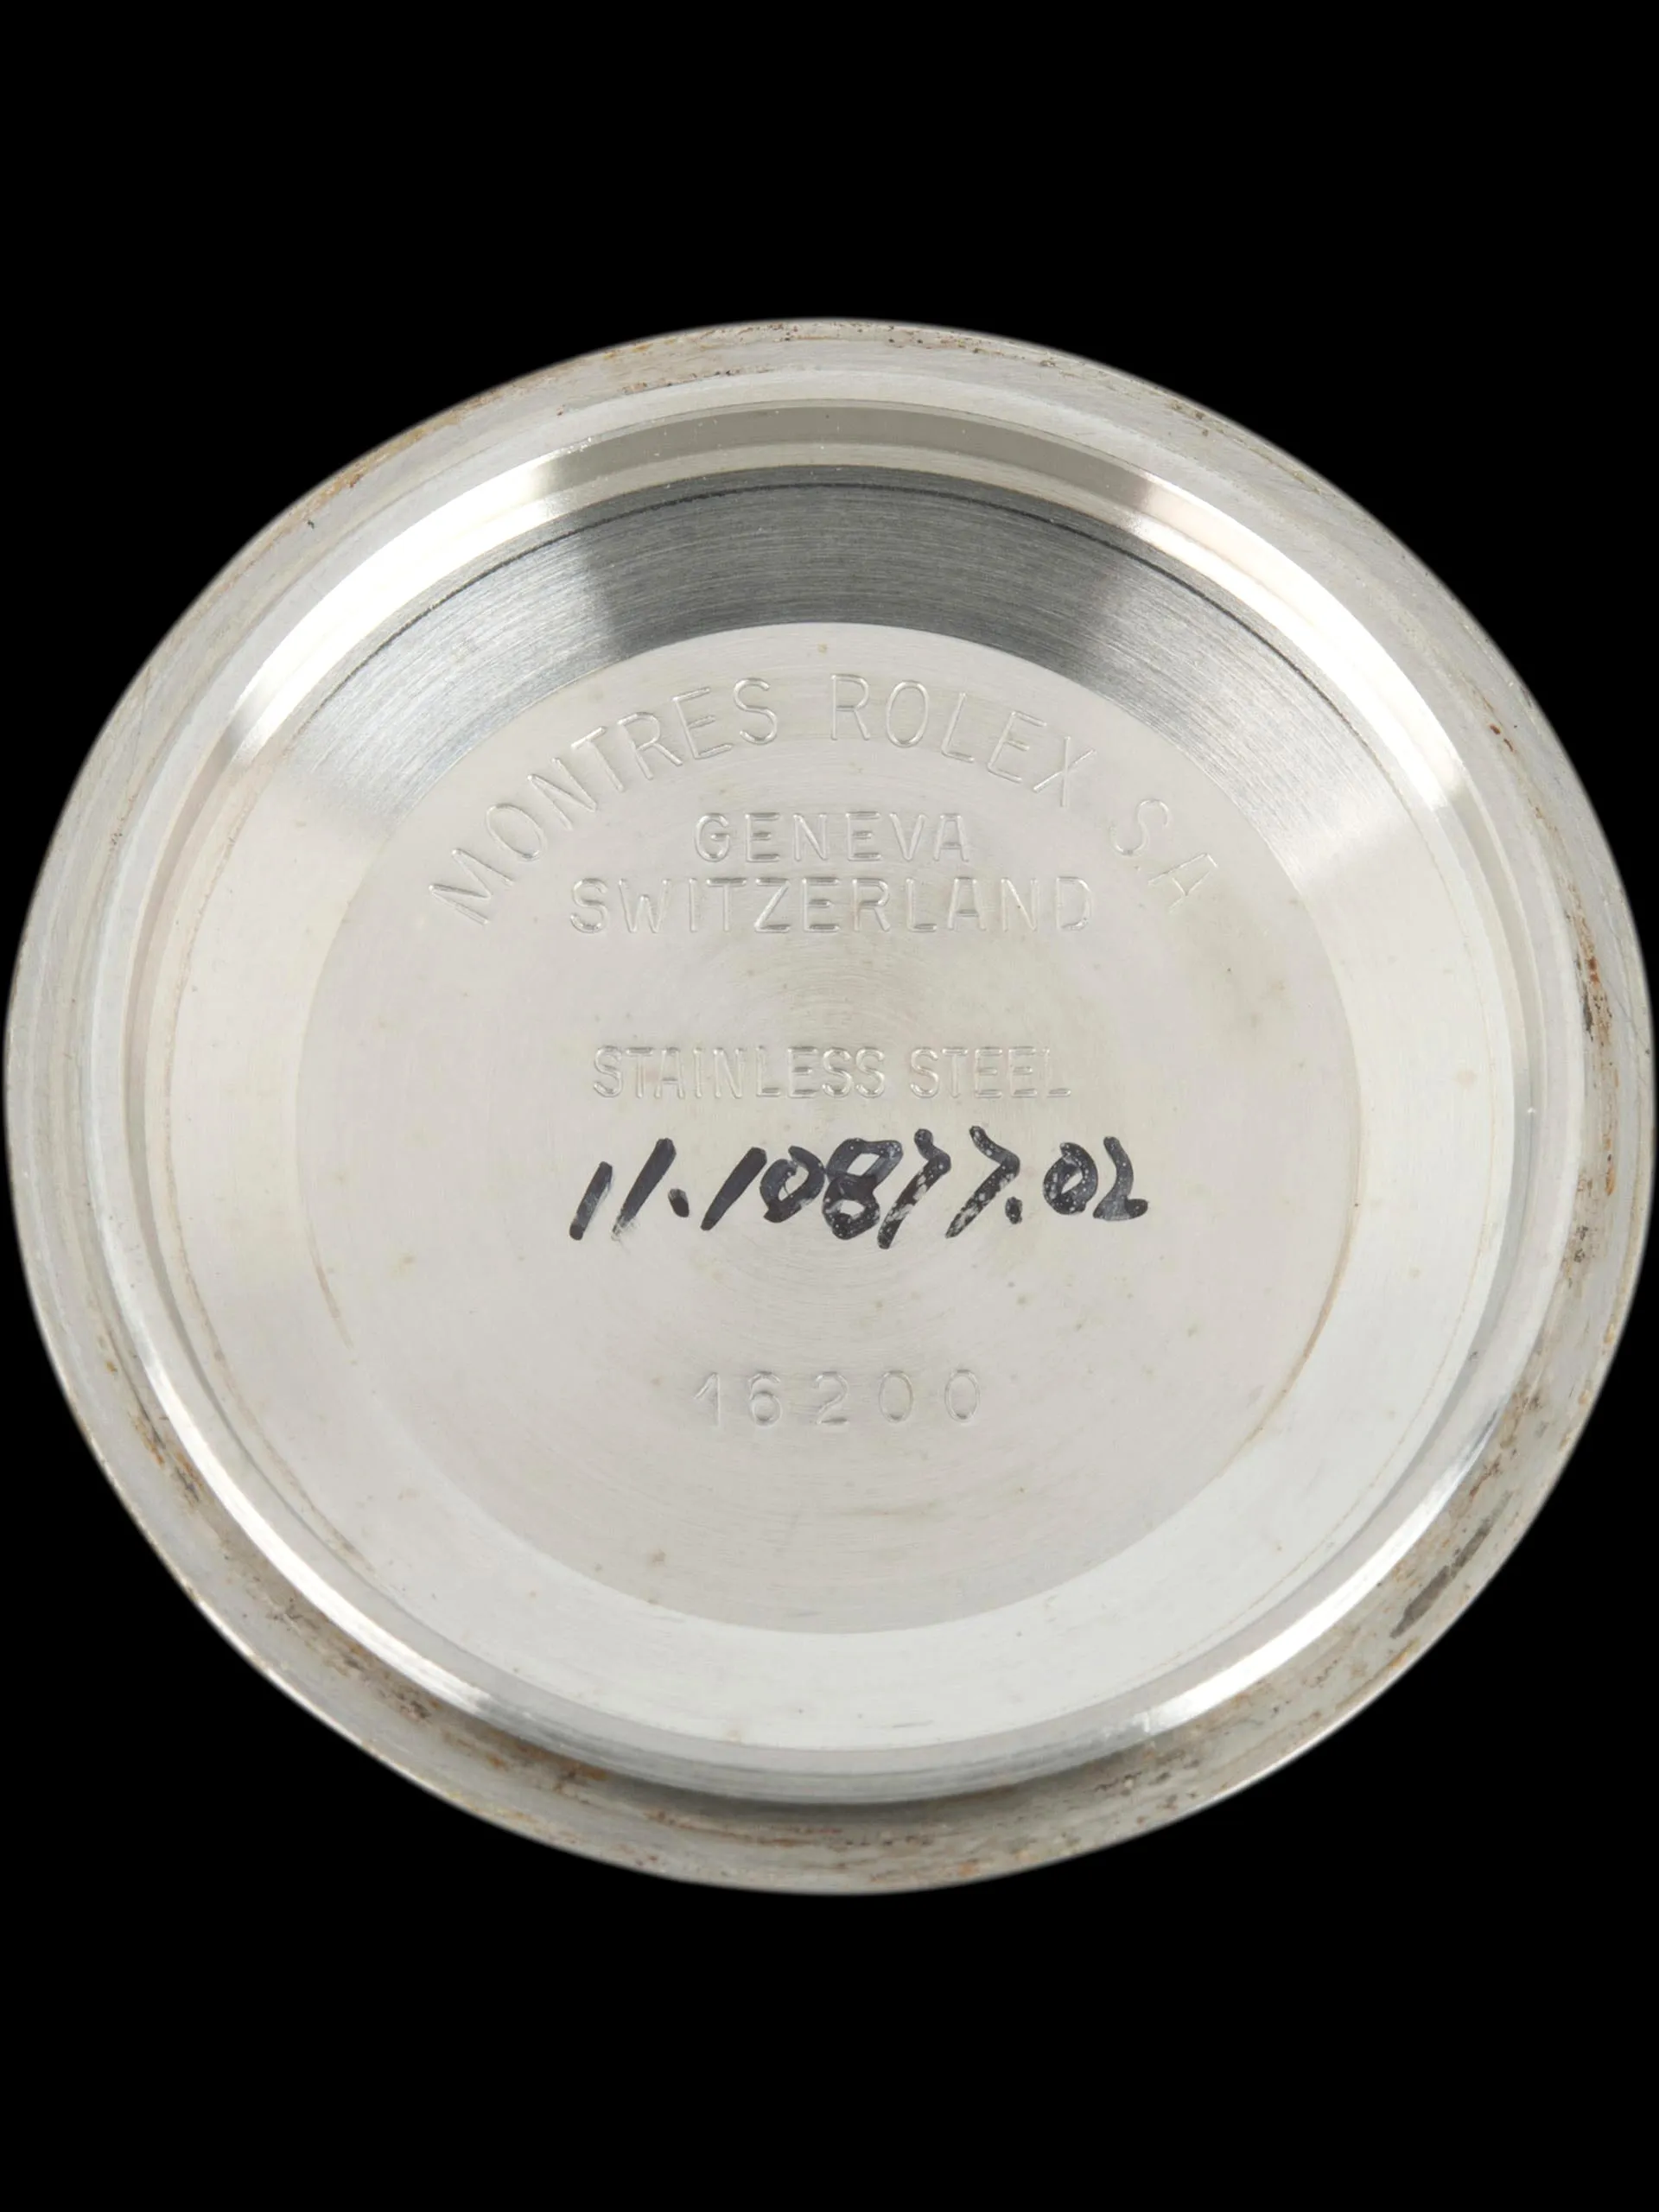 MONTRES ROLEX S.A
GENEVA
SWITZERLAND
STAINLESS STEEL
11.10877.02
16200